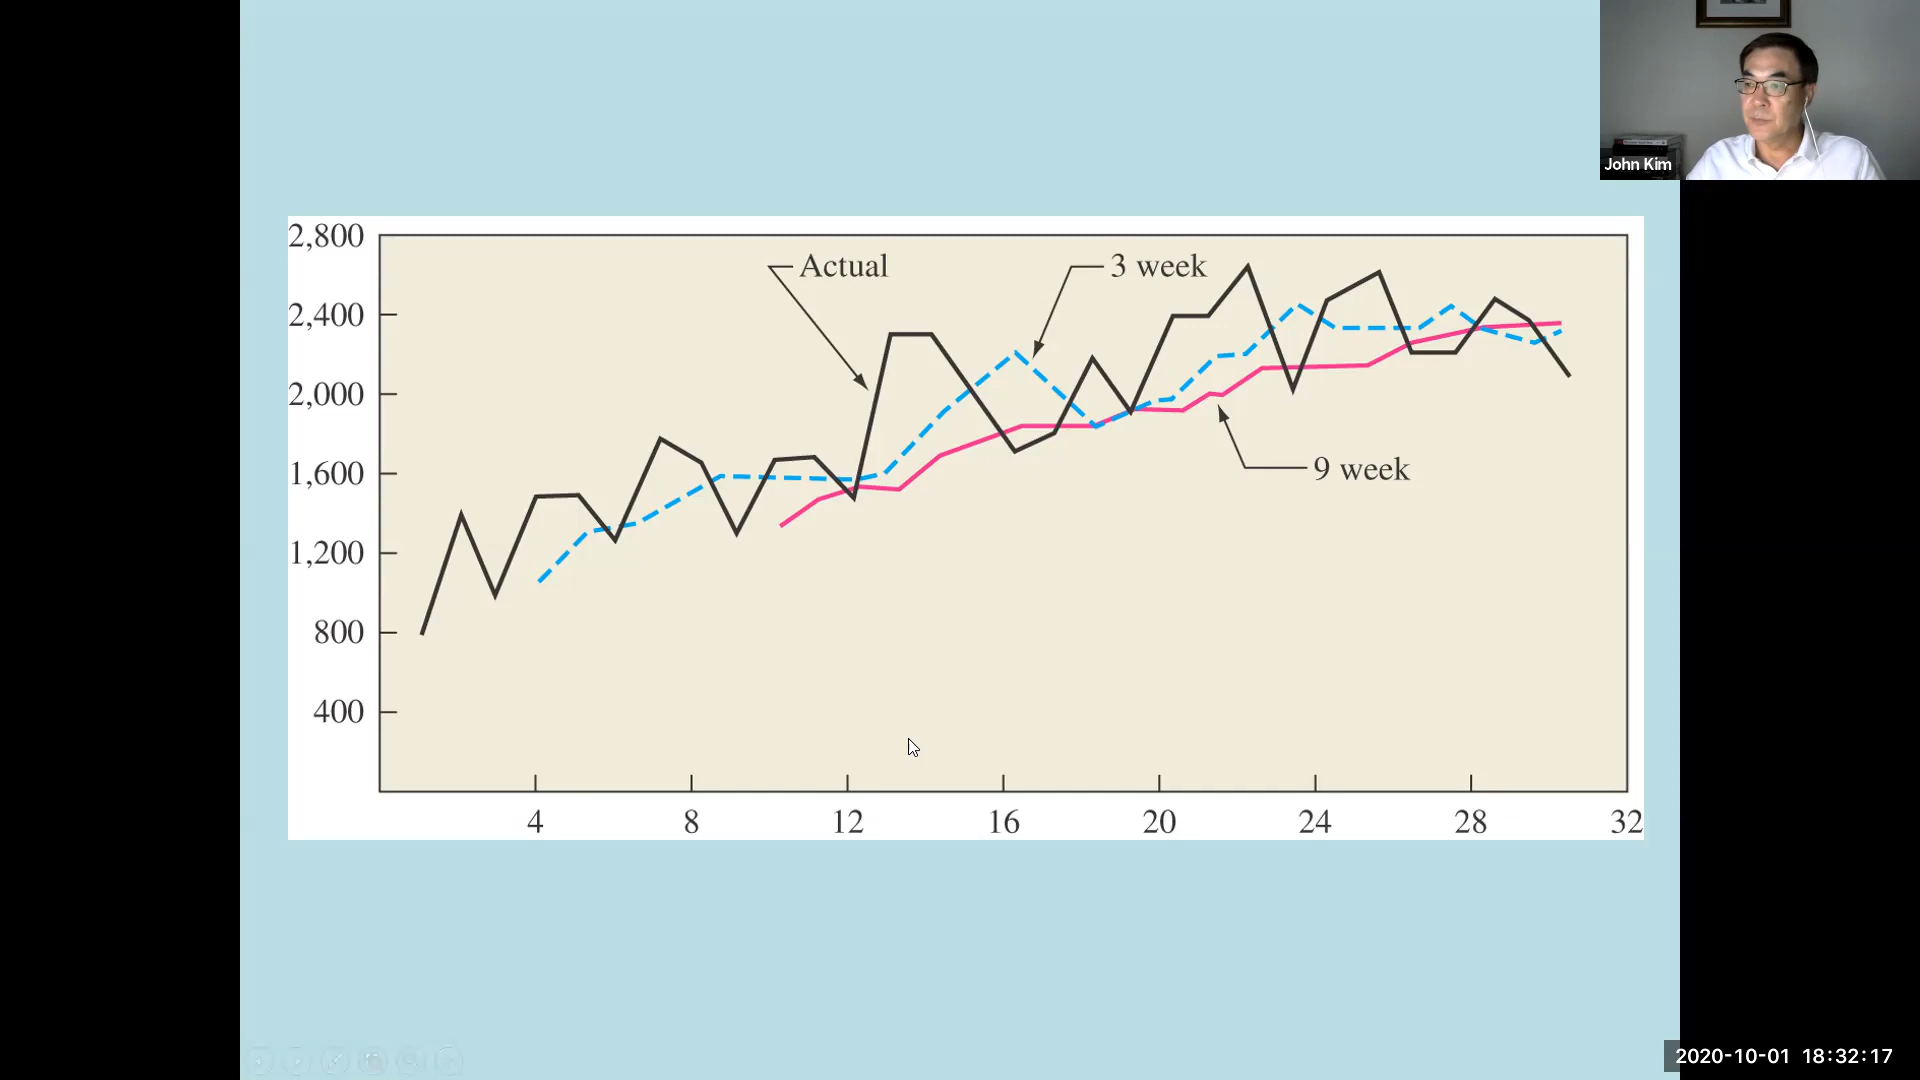 John Kim
2,800
Actual
3 week
2,400
2,000
9 week
1,600
1,200
800
400
4 8 12 16 20 24 28 32
2020-10-01 18:32:17